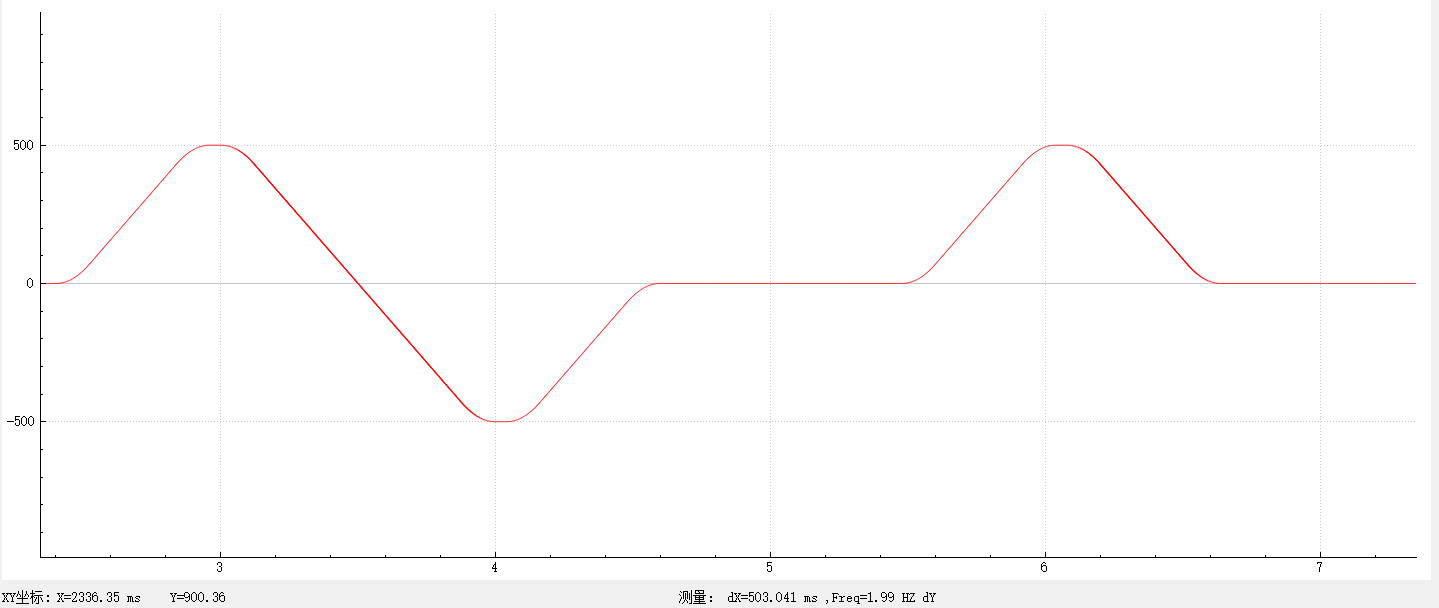 500
0
-500
3 4 5 6 7
XY坐标: X=2336.35 ms Y=900.36 测量: dX=503.041 ms ,Freq=1.99 HZ dY